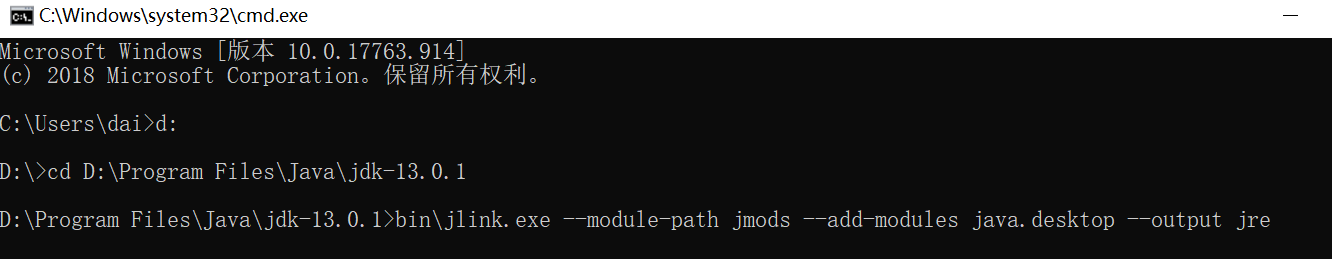 C:\Windows\system32\cmd.exe
Microsoft Windows [版本 10.0.17763.914]
(c) 2018 Microsoft Corporation。保留所有权利。
C:\Users\dai>d:
D:\>cd D:\Program Files\Java\jdk-13.0.1
D:\Program Files\Java\jdk-13.0.1>bin\jlink.exe --module-path jmods --add-modules java.desktop --output jre